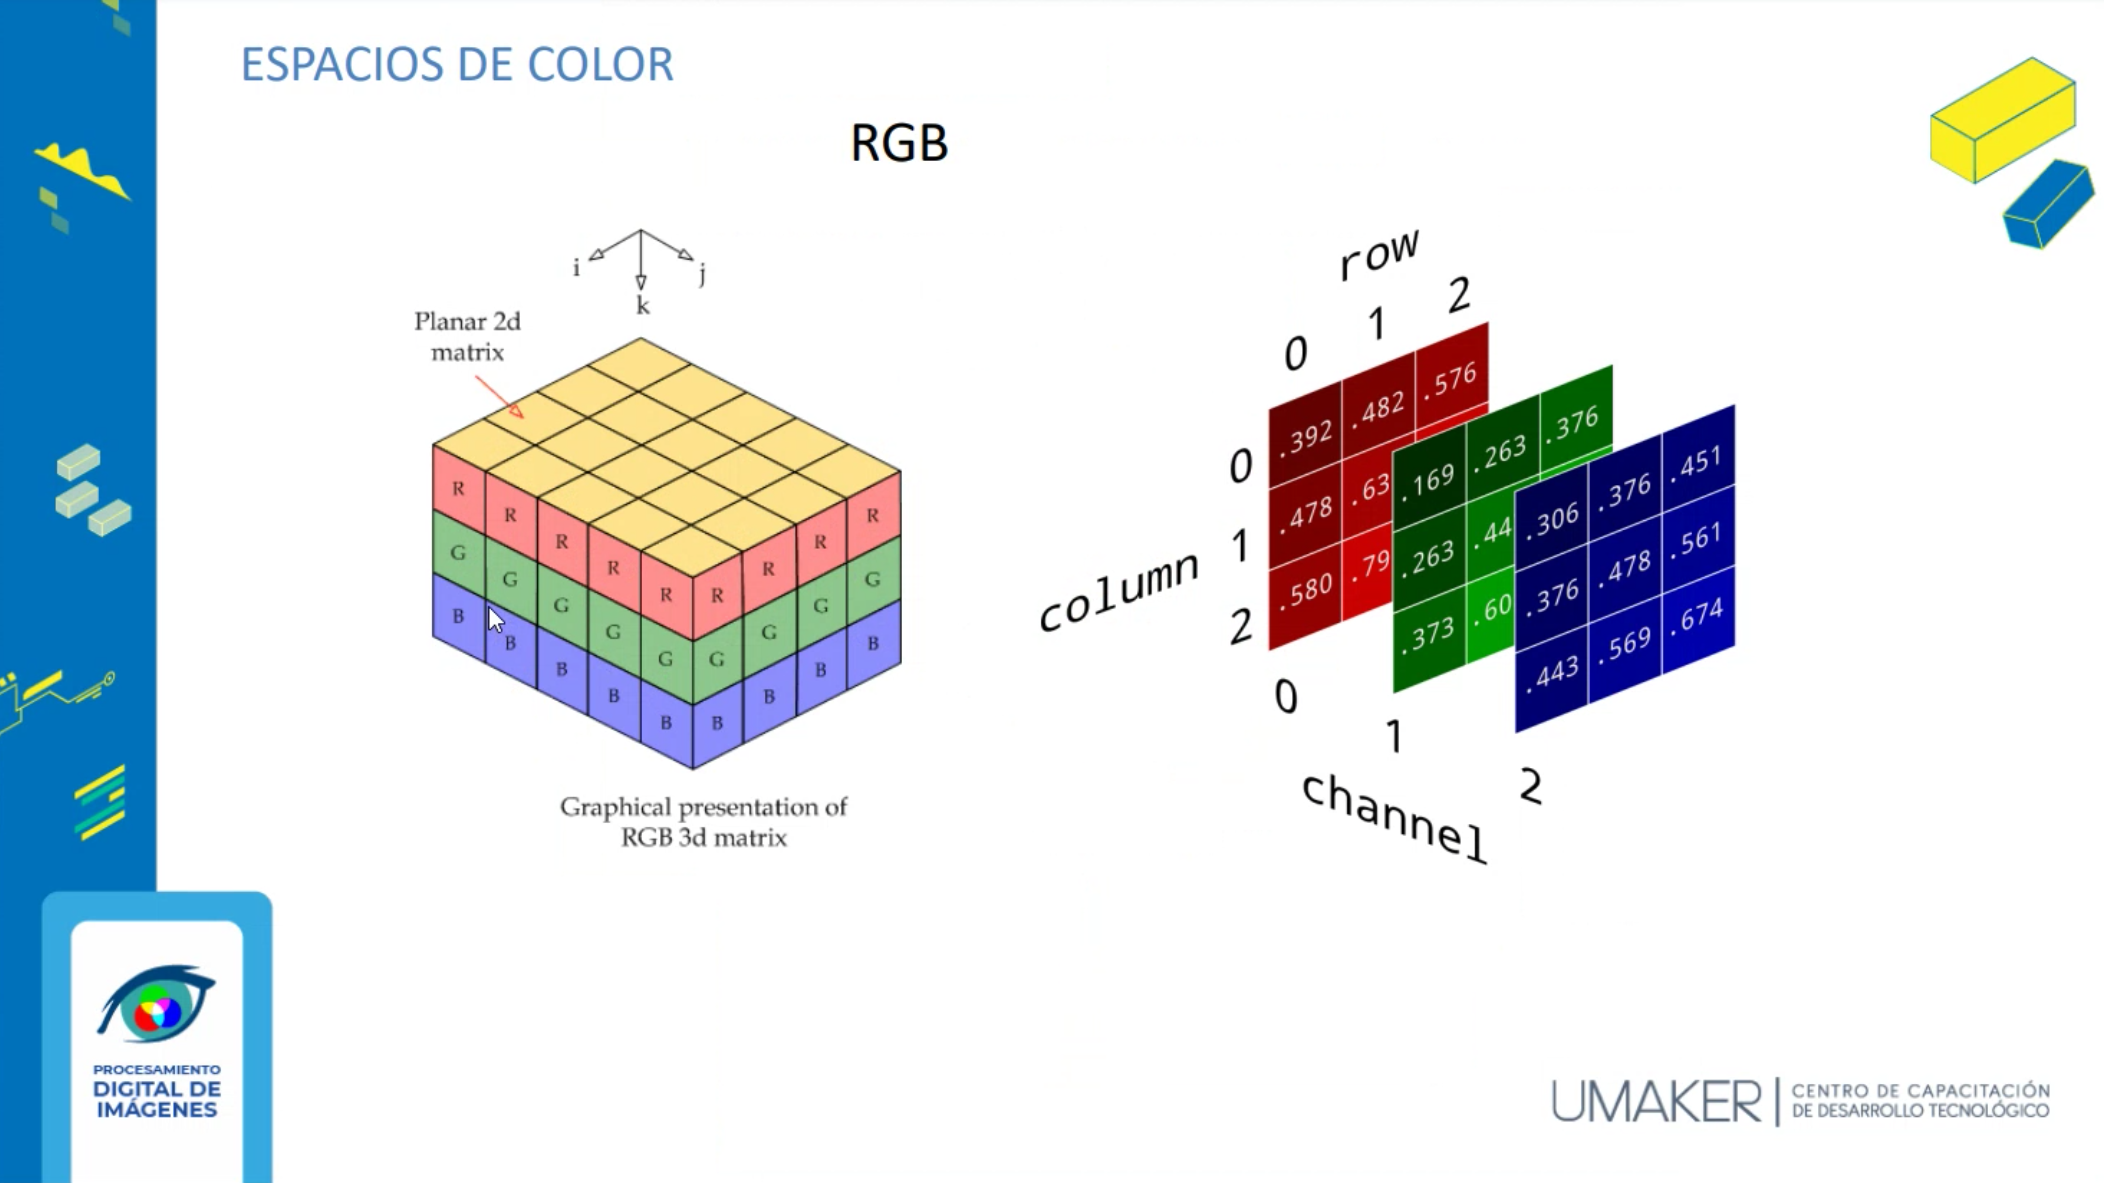 ESPACIOS DE COLOR
RGB
i
j
k
Planar 2d
matrix
R
R
R
R
R
R
R
R
R
G
G
G
G
G
G
G
G
G
B
B
B
B
B
B
B
B
B
Graphical presentation of
RGB 3d matrix
row
0 1 2
column
0
1
2
.392 .482 .576
.478 .63
.580 .79
.169 .263 .376
.263 .44
.373 .60
.306 .376 .451
.376 .478 .561
.443 .569 .674
0
1
2
channel
PROCESAMIENTO
DIGITAL DE
IMÁGENES
UMAKER
CENTRO DE CAPACITACIÓN
DE DESARROLLO TECNOLÓGICO